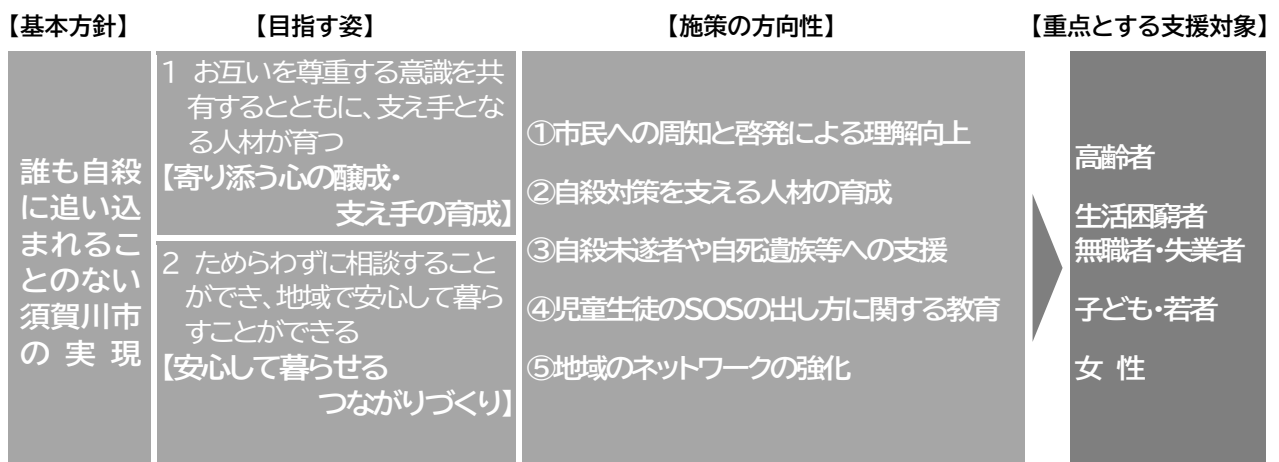 【基本方針】
【目指す姿】
【施策の方向性】
【重点とする支援対象】
誰も自殺
に追い込
まれるこ
とのない
須賀川市
の実現
1 お互いを尊重する意識を共
有するとともに、支え手とな
る人材が育つ
【寄り添う心の醸成・
支え手の育成】
2 ためらわずに相談すること
ができ、地域で安心して暮ら
すことができる
【安心して暮らせる
つながりづくり】
①市民への周知と啓発による理解向上
②自殺対策を支える人材の育成
③自殺未遂者や自死遺族等への支援
④児童生徒のSOSの出し方に関する教育
⑤地域のネットワークの強化
高齢者
生活困窮者
無職者・失業者
子ども・若者
女 性